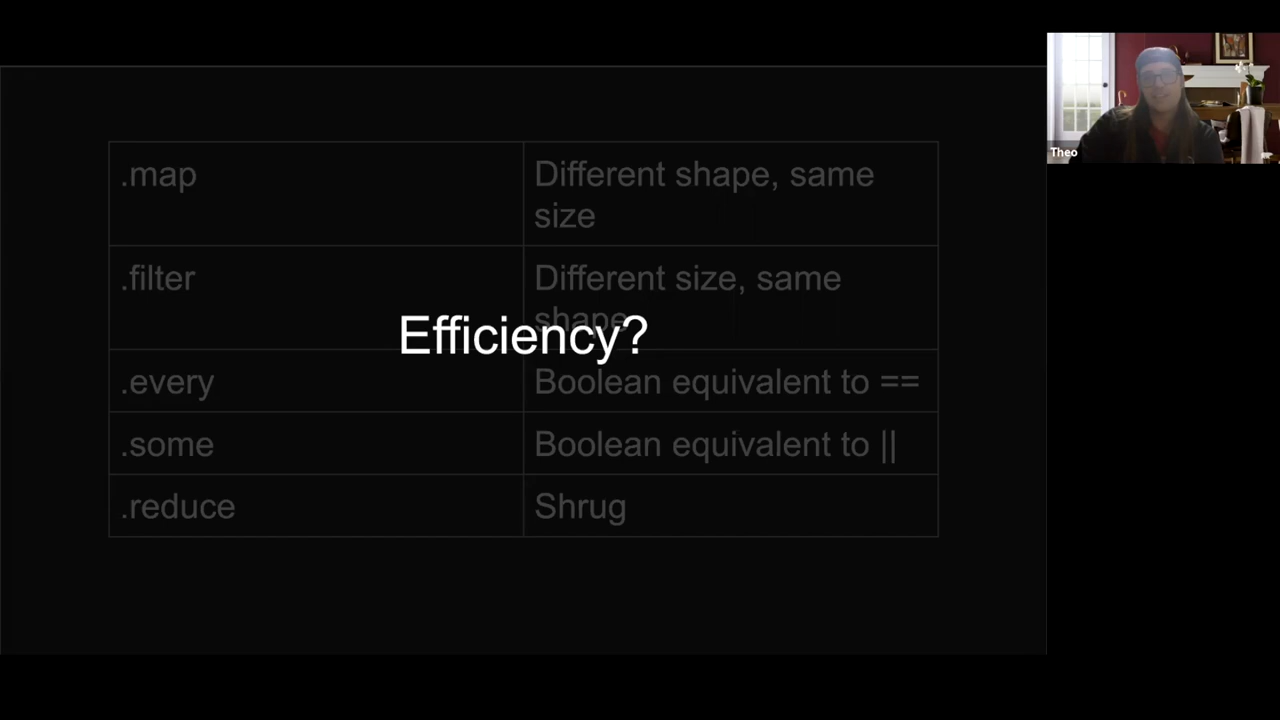 .map
Different shape, same
size
.filter
Different size, same
shape
Efficiency?
.every
Boolean equivalent to ==
.some
Boolean equivalent to ||
.reduce
Shrug
Theo